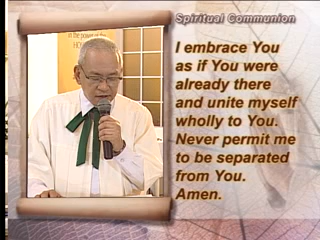 Spiritual Communion
I embrace You
as if You were
already there
and unite myself
wholly to You.
Never permit me
to be separated
from You.
Amen.